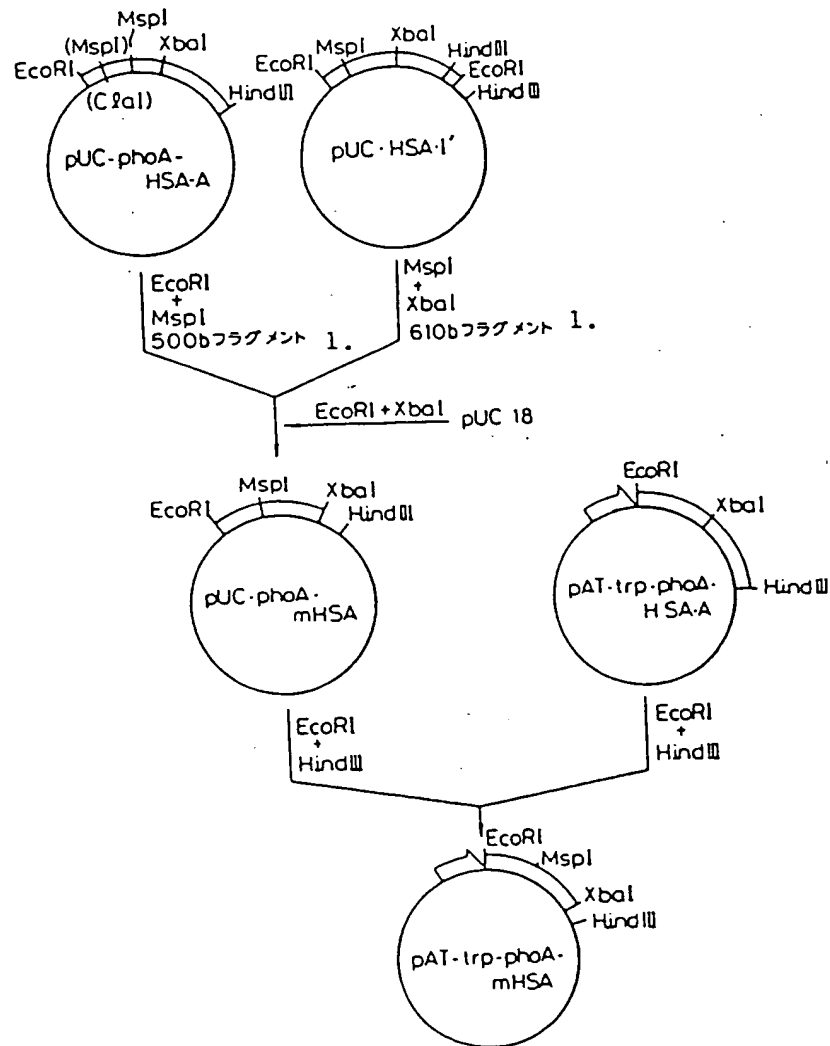 MspI
(MspI)
XbaI
EcoRI
(ClaI)
HindIII
pUC-phoA-
HSA-A
MspI
XbaI
HindIII
EcoRI
EcoRI
HindIII
pUC·HSA·I'
EcoRI
+
MspI
500bフラグメント 1.
MspI
+
XbaI
610bフラグメント 1.
EcoRI+XbaI
pUC 18
EcoRI
MspI
XbaI
HindIII
pUC·phoA·
mHSA
EcoRI
XbaI
HindIII
pAT-trp-phoA-
HSA·A
EcoRI
+
HindIII
EcoRI
+
HindIII
EcoRI
MspI
XbaI
HindIII
pAT-trp-phoA-
mHSA